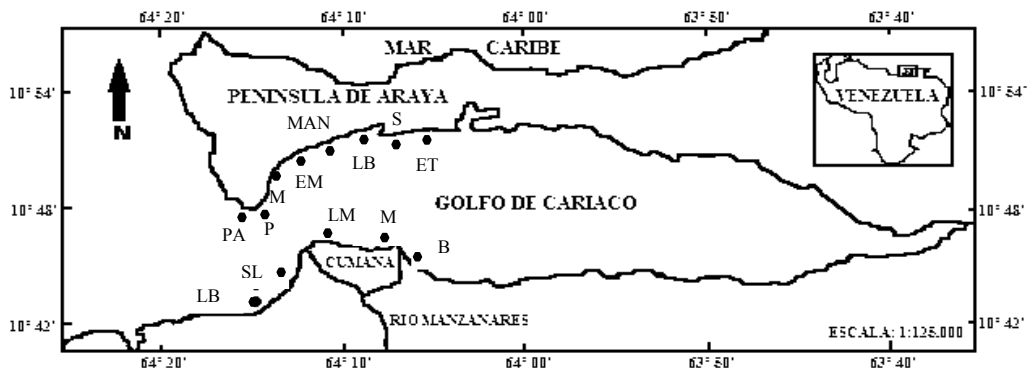 64° 20' 64° 10' 64° 00' 63° 50' 63° 40'
MAR CARIBE
10° 54' 10° 54'
PENINSULA DE ARAYA
VENEZUELA
N
MAN S
LB ET
EM
M
10° 48' GOLFO DE CARIACO 10° 48'
PA P LM M
B
CUMANA
SL
LB
10° 42' RIO MANZANARES 10° 42'
ESCALA: 1:125.000
64° 20' 64° 10' 64° 00' 63° 50' 63° 40'